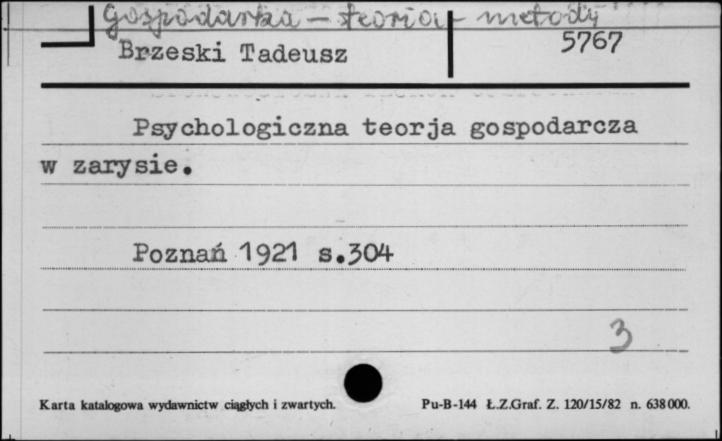 Gospodarka - teoria - metody
5767
Brzeski Tadeusz
Psychologiczna teorja gospodarcza
w zarysie.
Poznań 1921 s.304
3
Karta katalogowa wydawnictw ciągłych i zwartych.
Pu-B-144 Ł.Z.Graf. Z. 120/15/82 n. 638000.